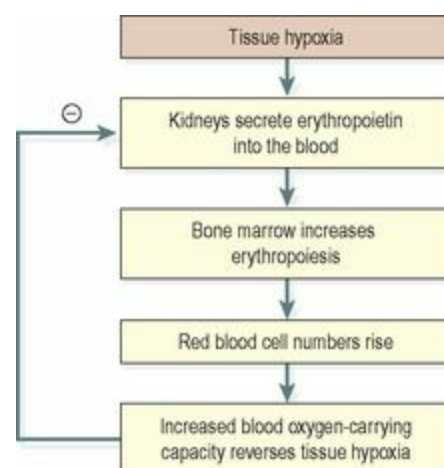 Tissue hypoxia
Kidneys secrete erythropoietin
into the blood
Bone marrow increases
erythropoiesis
Red blood cell numbers rise
Increased blood oxygen-carrying
capacity reverses tissue hypoxia